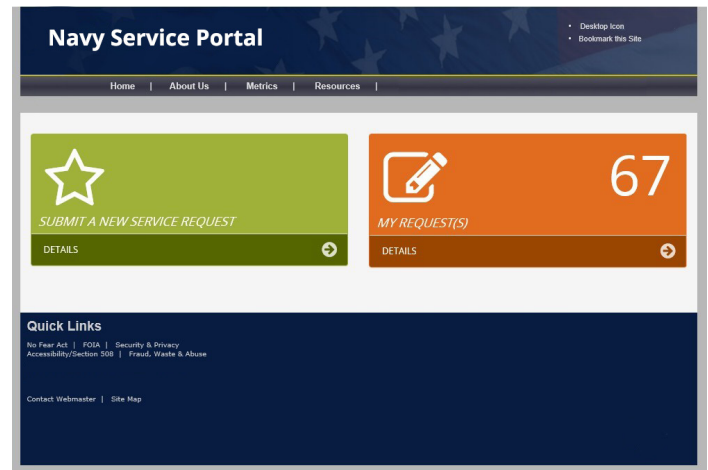 Navy Service Portal
• Desktop Icon
• Bookmark this Site
Home | About Us | Metrics | Resources |
SUBMIT A NEW SERVICE REQUEST
DETAILS
67
MY REQUEST(S)
DETAILS
Quick Links
No Fear Act | FOIA | Security & Privacy
Accessibility/Section 508 | Fraud, Waste & Abuse
Contact Webmaster | Site Map